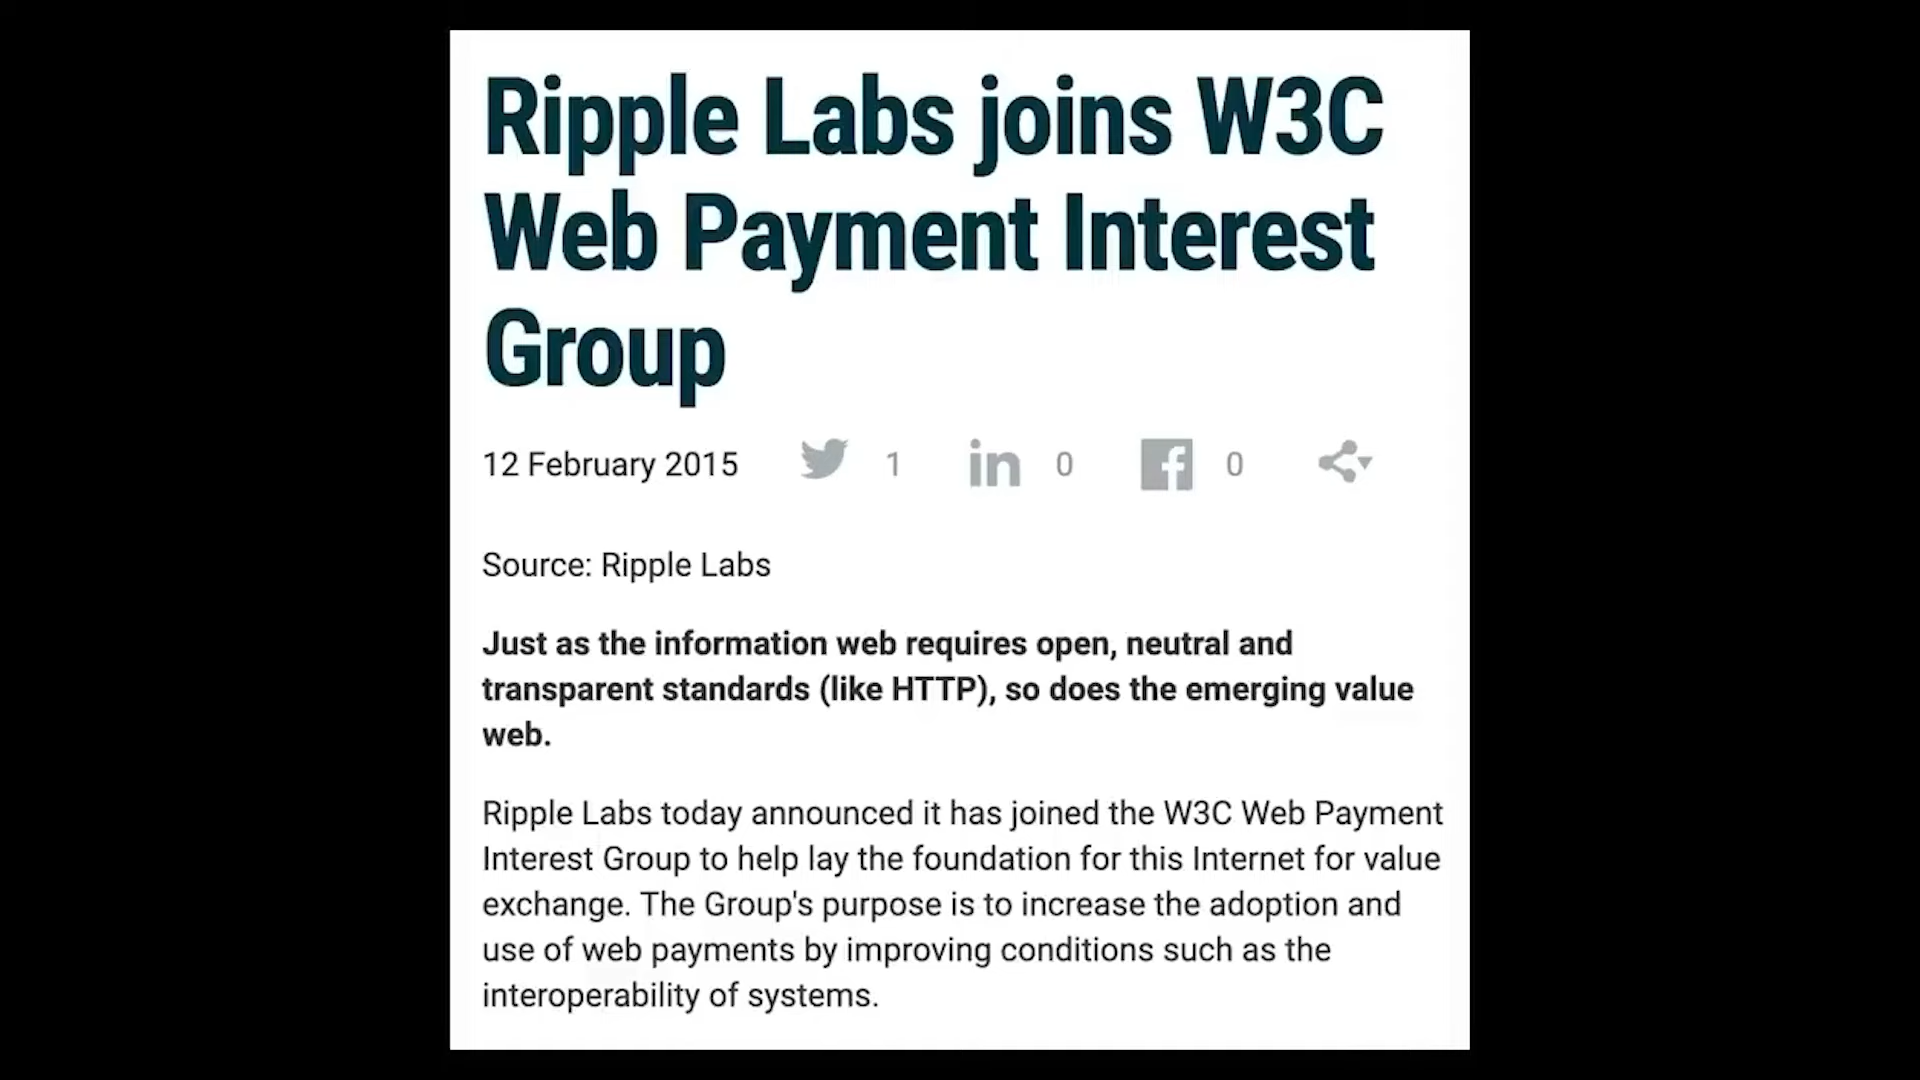 Ripple Labs joins W3C
Web Payment Interest
Group
12 February 2015 1 in 0 f 0
Source: Ripple Labs
Just as the information web requires open, neutral and
transparent standards (like HTTP), so does the emerging value
web.
Ripple Labs today announced it has joined the W3C Web Payment
Interest Group to help lay the foundation for this Internet for value
exchange. The Group's purpose is to increase the adoption and
use of web payments by improving conditions such as the
interoperability of systems.